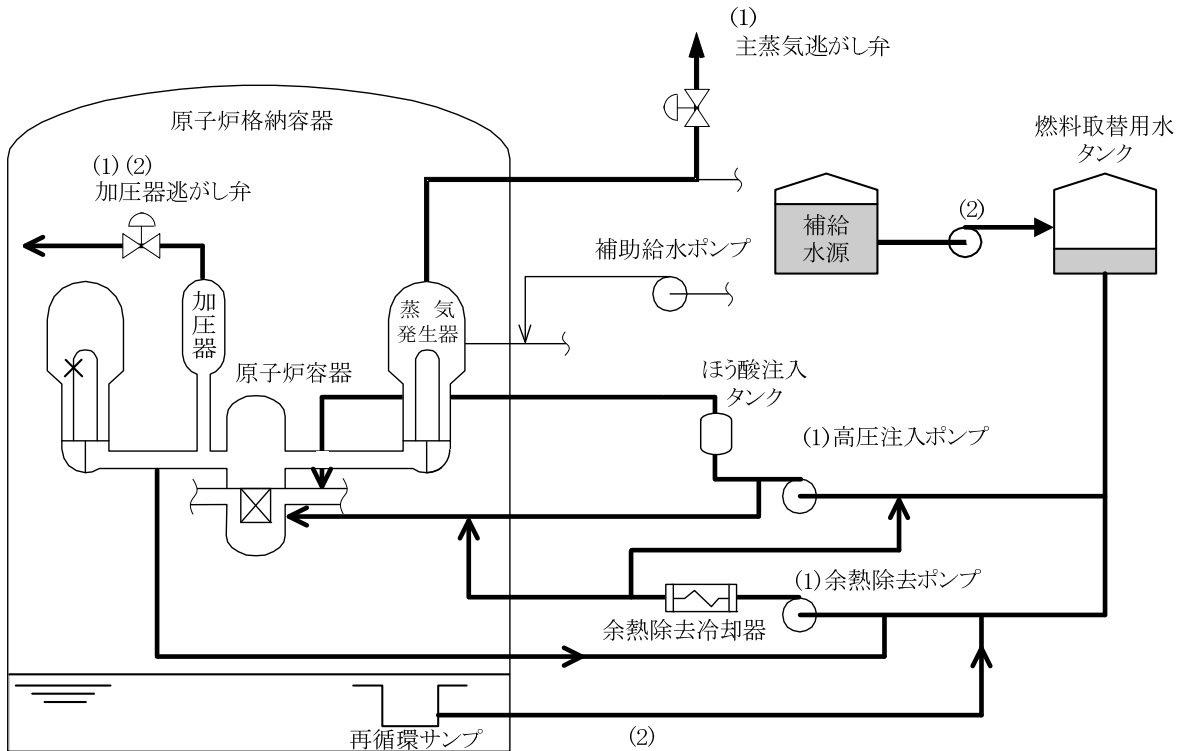 (1)
主蒸気逃がし弁
原子炉格納容器
燃料取替用水
タンク
(1) (2)
加圧器逃がし弁
(2)
補給
水源
補助給水ポンプ
加
圧
器
蒸 気
発生器
原子炉容器
ほう酸注入
タンク
(1)高圧注入ポンプ
(1)余熱除去ポンプ
余熱除去冷却器
再循環サンプ
(2)